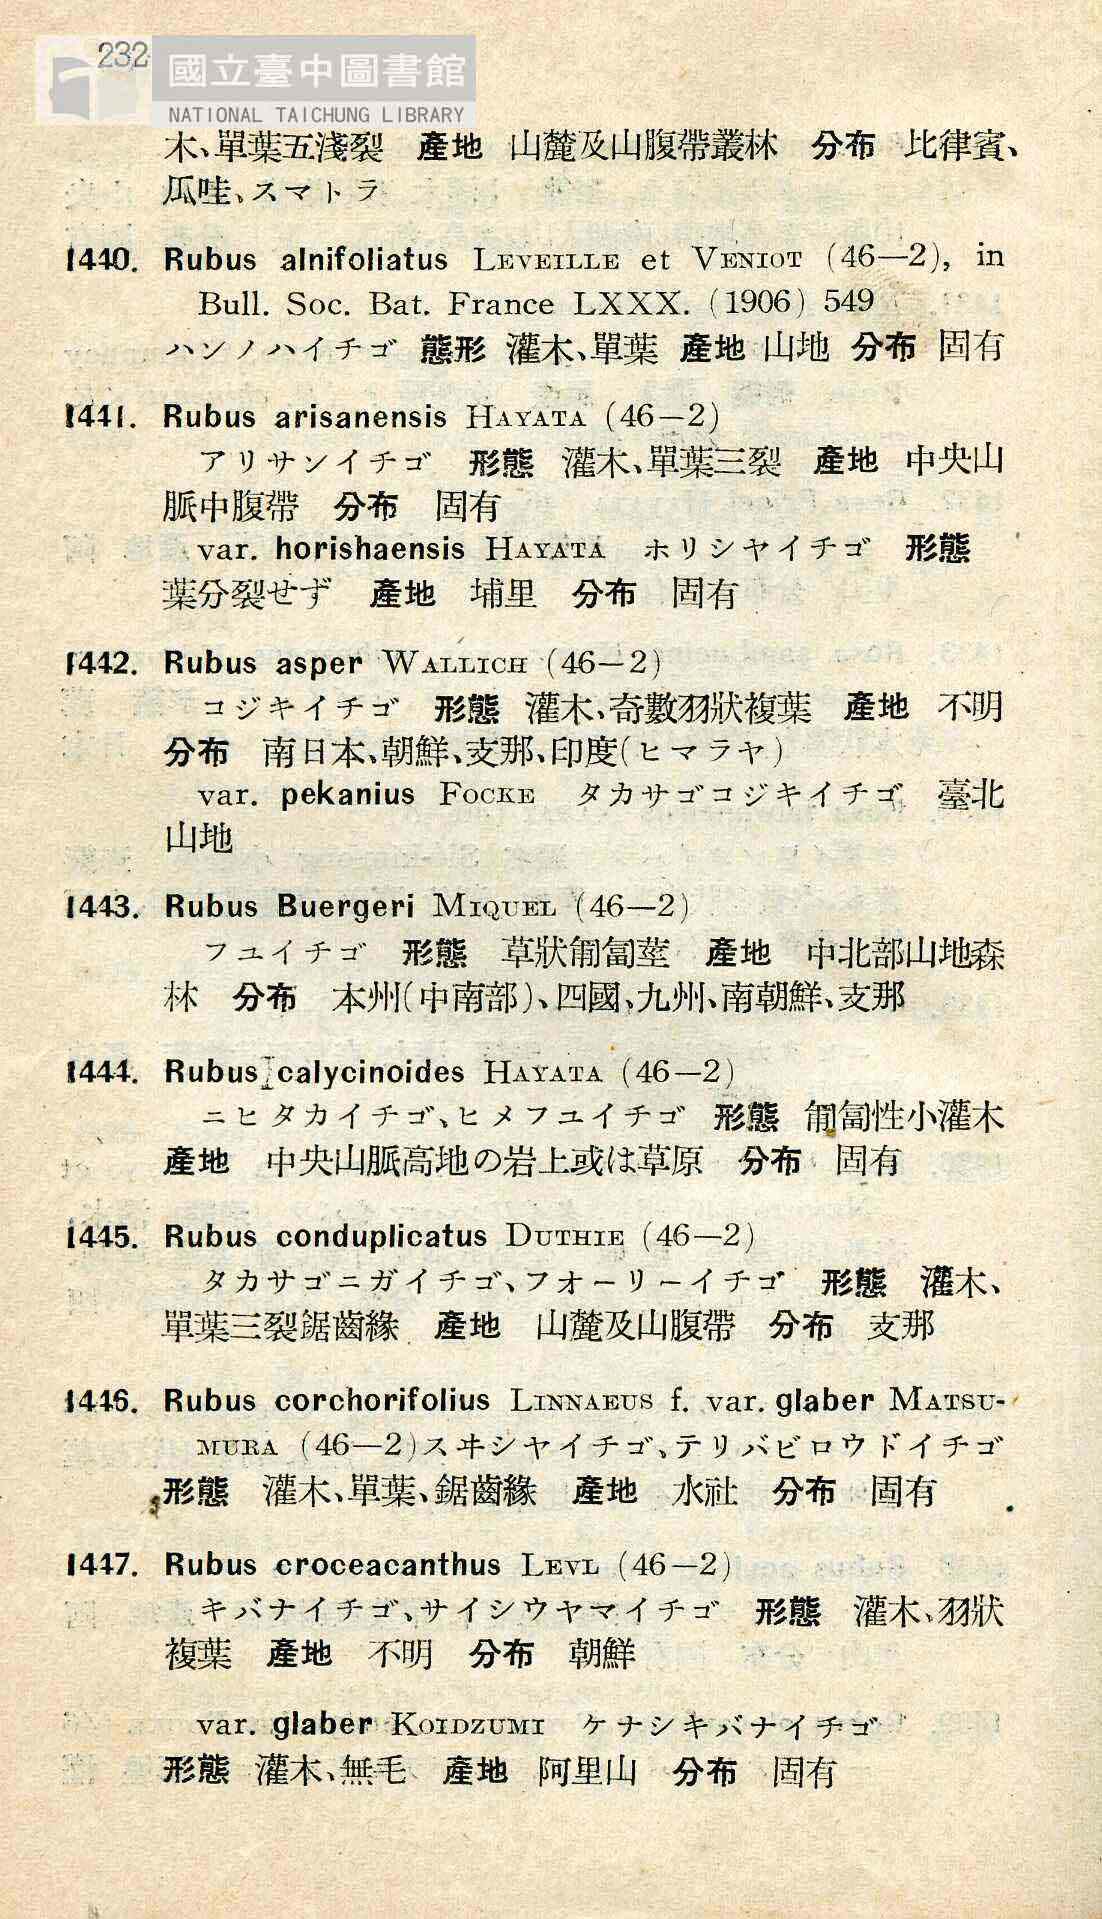 232
國立臺中圖書館
NATIONAL TAICHUNG LIBRARY
木、單葉五淺裂　產地　山麓及山腹帶叢林　分布　比律賓、
瓜哇、スマトラ
1440. Rubus alnifoliatus LEVEILLE et VENIOT (46—2), in
Bull. Soc. Bat. France LXXX. (1906) 549
ハンノハイチゴ 態形 灌木、單葉 產地 山地 分布 固有
1441. Rubus arisanensis HAYATA (46—2)
アリサンイチゴ　形態　灌木、單葉三裂　產地　中央山
脈中腹帶　分布　固有
var. horishaensis HAYATA　ホリシヤイチゴ　形態
葉分裂せず　產地　埔里　分布　固有
1442. Rubus asper WALLICH (46—2)
コジキイチゴ　形態　灌木、奇數羽狀複葉　產地　不明
分布　南日本、朝鮮、支那、印度(ヒマラヤ)
var. pekanius FOCKE　タカサゴコジキイチゴ　臺北
山地
1443. Rubus Buergeri MIQUEL (46—2)
フユイチゴ　形態　草狀匍匐莖　產地　中北部山地森
林　分布　本州(中南部)、四國、九州、南朝鮮、支那
1444. Rubus calycinoides HAYATA (46—2)
ニヒタカイチゴ、ヒメフユイチゴ　形態　匍匐性小灌木
產地　中央山脈高地の岩上或は草原　分布　固有
1445. Rubus conduplicatus DUTHIE (46—2)
タカサゴニガイチゴ、フオーリーイチゴ　形態　灌木、
單葉三裂鋸齒緣　產地　山麓及山腹帶　分布　支那
1446. Rubus corchorifolius LINNAEUS f. var. glaber MATSU-
MURA (46—2)スヰシヤイチゴ、テリバビロウドイチゴ
形態　灌木、單葉、鋸齒緣　產地　水社　分布　固有
1447. Rubus croceacanthus LEVL (46—2)
キバナイチゴ、サイシウヤマイチゴ　形態　灌木、羽狀
複葉　產地　不明　分布　朝鮮
var. glaber KOIDZUMI　ケナシキバナイチゴ
形態　灌木、無毛　產地　阿里山　分布　固有